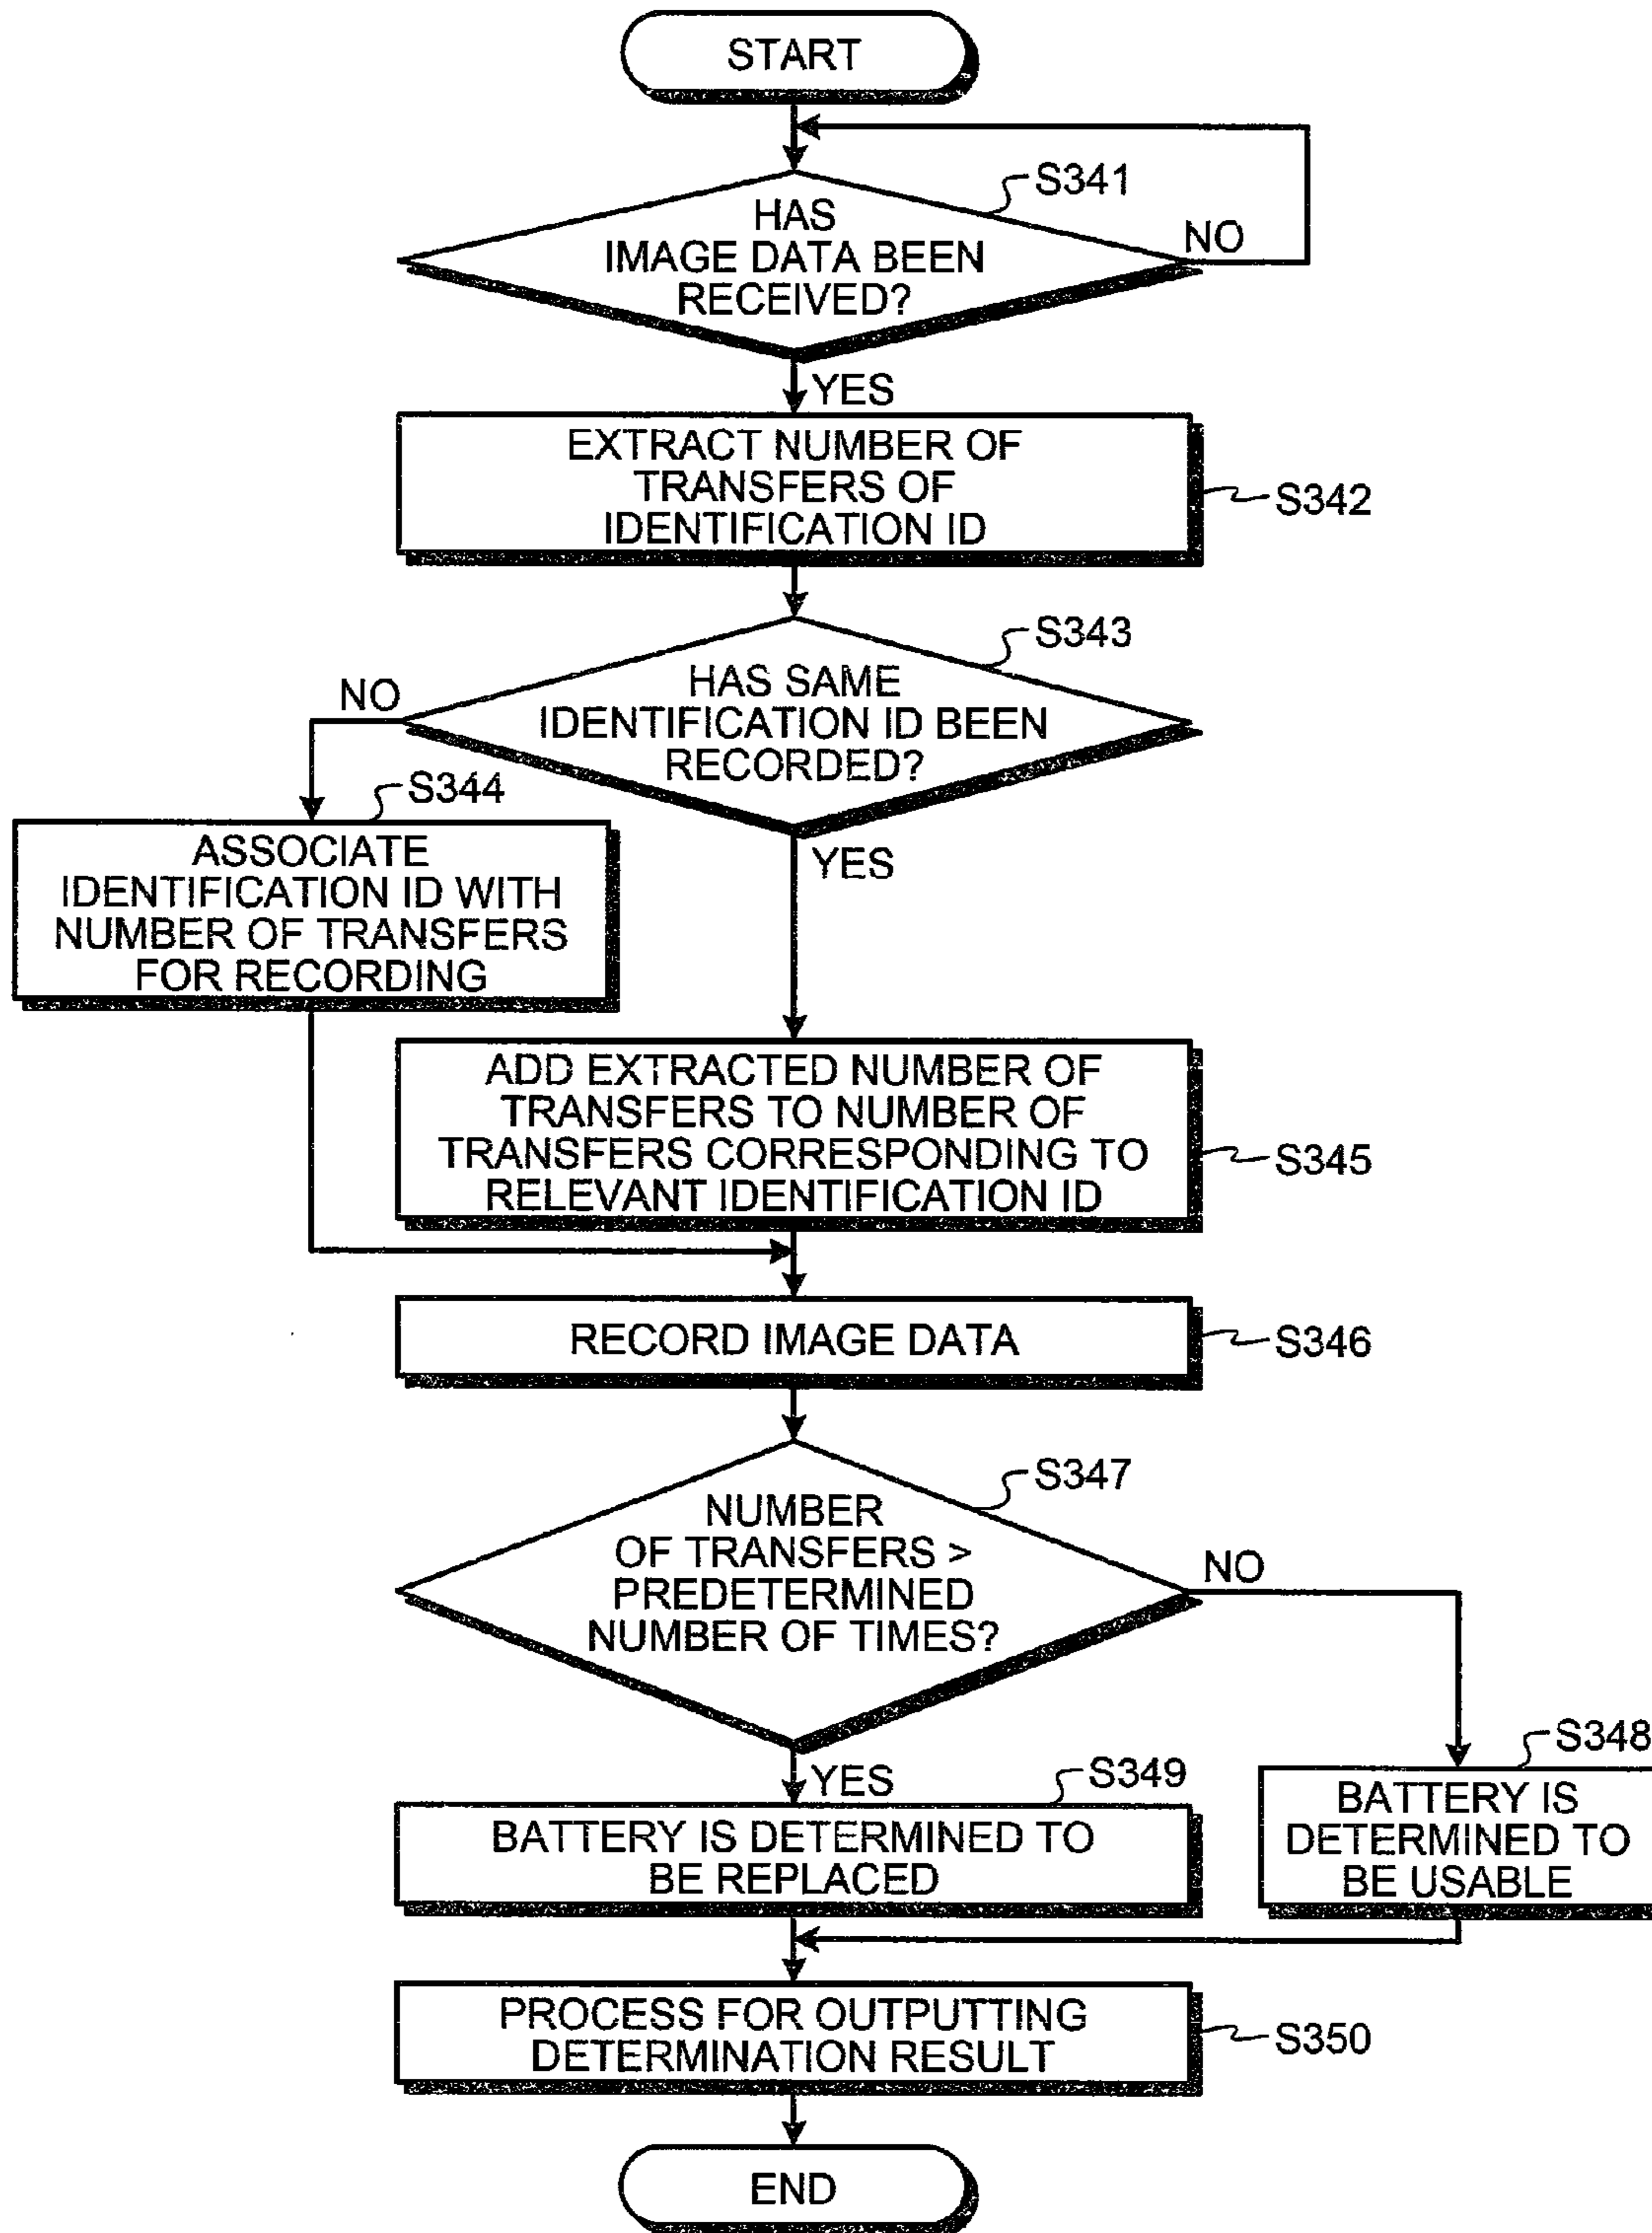 START
S341
HAS
IMAGE DATA BEEN
RECEIVED?
NO
YES
EXTRACT NUMBER OF
TRANSFERS OF
IDENTIFICATION ID
S342
S343
HAS SAME
IDENTIFICATION ID BEEN
RECORDED?
NO
YES
S344
ASSOCIATE
IDENTIFICATION ID WITH
NUMBER OF TRANSFERS
FOR RECORDING
ADD EXTRACTED NUMBER OF
TRANSFERS TO NUMBER OF
TRANSFERS CORRESPONDING TO
RELEVANT IDENTIFICATION ID
S345
RECORD IMAGE DATA
S346
S347
NUMBER
OF TRANSFERS >
PREDETERMINED
NUMBER OF TIMES?
NO
YES
S348
BATTERY IS
DETERMINED TO
BE USABLE
S349
BATTERY IS DETERMINED TO
BE REPLACED
PROCESS FOR OUTPUTTING
DETERMINATION RESULT
S350
END